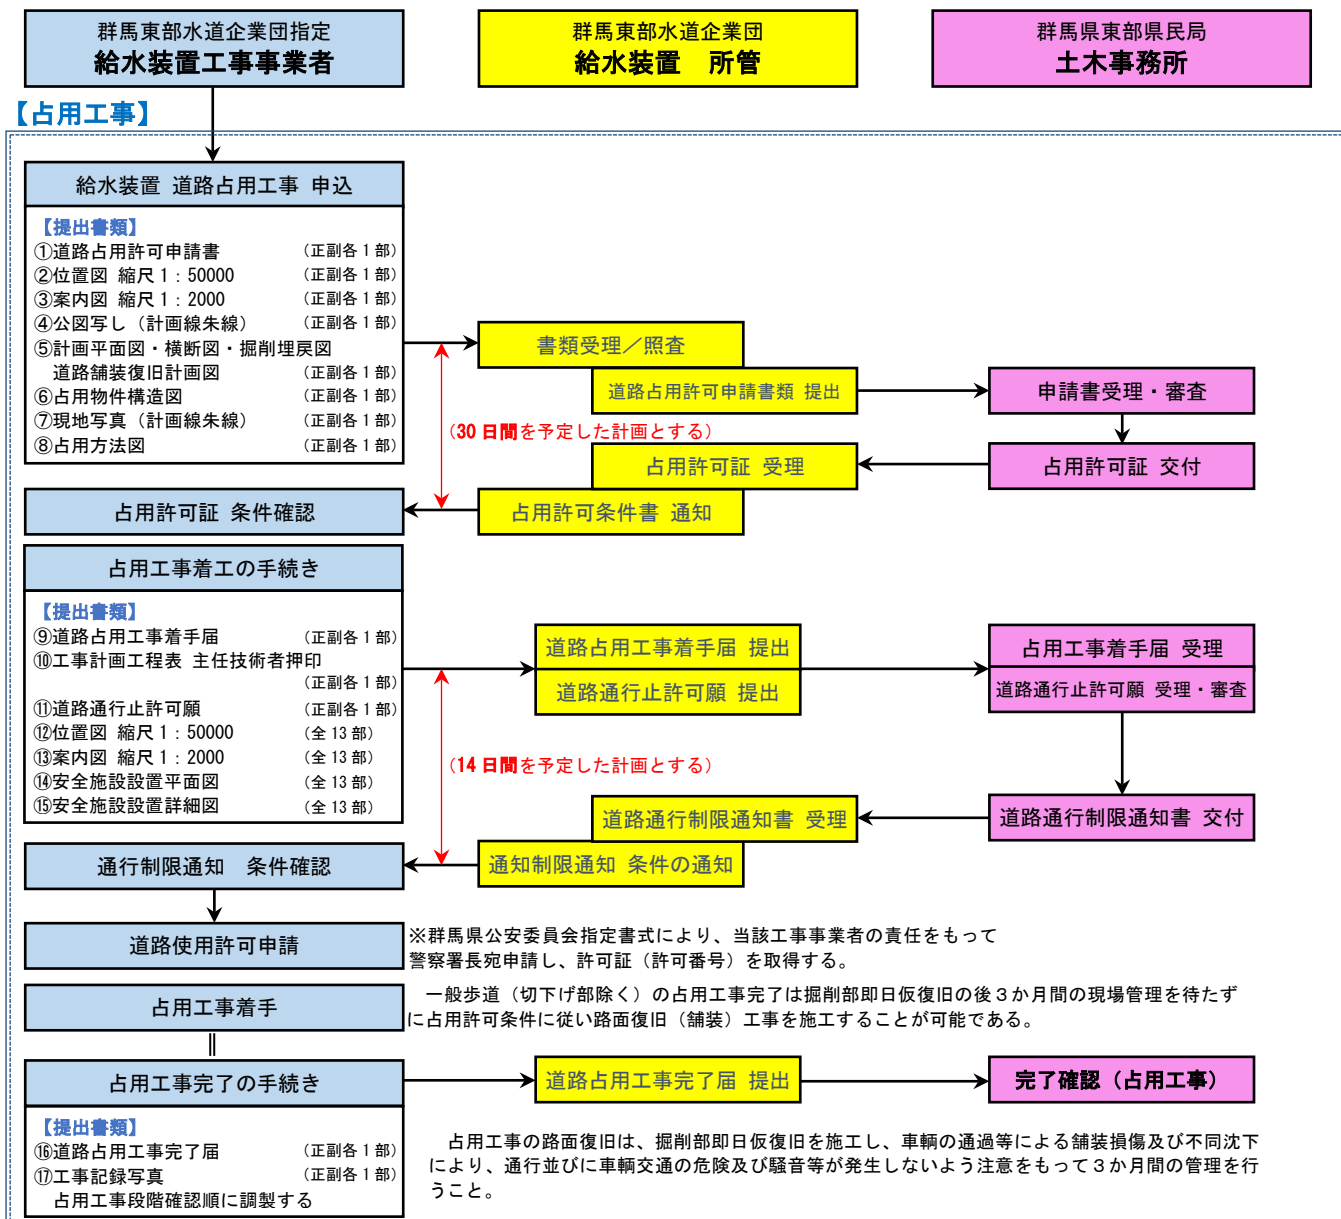 群馬東部水道企業団指定
給水装置工事事業者
群馬東部水道企業団
給水装置　所管
群馬県東部県民局
土木事務所
【占用工事】
給水装置 道路占用工事 申込
【提出書類】
①道路占用許可申請書 （正副各１部）
②位置図 縮尺１：50000 （正副各１部）
③案内図 縮尺１：2000 （正副各１部）
④公図写し（計画線朱線） （正副各１部）
⑤計画平面図・横断図・掘削埋戻図
道路舗装復旧計画図 （正副各１部）
⑥占用物件構造図 （正副各１部）
⑦現地写真（計画線朱線） （正副各１部）
⑧占用方法図 （正副各１部）
書類受理／照査
道路占用許可申請書類 提出
申請書受理・審査
（30 日間を予定した計画とする）
占用許可証 受理
占用許可証 交付
占用許可証 条件確認
占用許可条件書 通知
占用工事着工の手続き
【提出書類】
⑨道路占用工事着手届 （正副各１部）
⑩工事計画工程表 主任技術者押印
（正副各１部）
⑪道路通行止許可願 （正副各１部）
⑫位置図 縮尺１：50000 （全 13 部）
⑬案内図 縮尺１：2000 （全 13 部）
⑭安全施設設置平面図 （全 13 部）
⑮安全施設設置詳細図 （全 13 部）
道路占用工事着手届 提出
道路通行止許可願 提出
占用工事着手届 受理
道路通行止許可願 受理・審査
（14 日間を予定した計画とする）
道路通行制限通知書 受理
道路通行制限通知書 交付
通行制限通知　条件確認
通知制限通知 条件の通知
道路使用許可申請
※群馬県公安委員会指定書式により、当該工事事業者の責任をもって
警察署長宛申請し、許可証（許可番号）を取得する。
占用工事着手
一般歩道（切下げ部除く）の占用工事完了は掘削部即日仮復旧の後３か月間の現場管理を待たず
に占用許可条件に従い路面復旧（舗装）工事を施工することが可能である。
占用工事完了の手続き
道路占用工事完了届 提出
完了確認（占用工事）
【提出書類】
⑯道路占用工事完了届 （正副各１部）
⑰工事記録写真 （正副各１部）
占用工事段階確認順に調製する
占用工事の路面復旧は、掘削部即日仮復旧を施工し、車輌の通過等による舗装損傷及び不同沈下
により、通行並びに車輌交通の危険及び騒音等が発生しないよう注意をもって３か月間の管理を行
うこと。